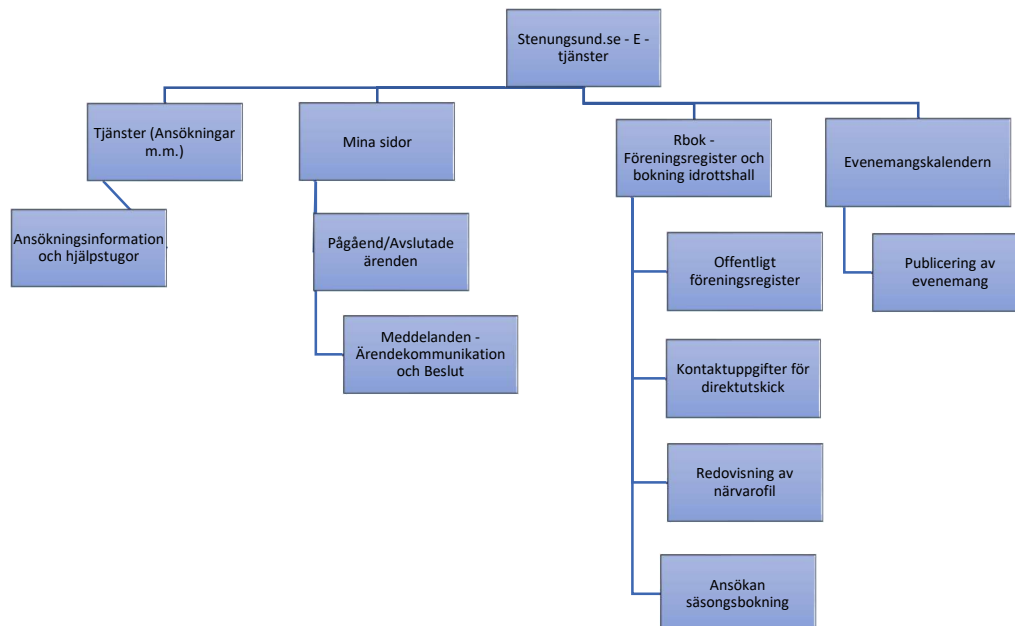 Stenungsund.se - E -
tjänster
Tjänster (Ansökningar
m.m.)
Mina sidor
Rbok -
Föreningsregister och
bokning idrottshall
Evenemangskalendern
Ansökningsinformation
och hjälpstugor
Pågåend/Avslutade
ärenden
Offentligt
föreningsregister
Publicering av
evenemang
Meddelanden -
Ärendekommunikation
och Beslut
Kontaktuppgifter för
direktutskick
Redovisning av
närvarofil
Ansökan
säsongsbokning